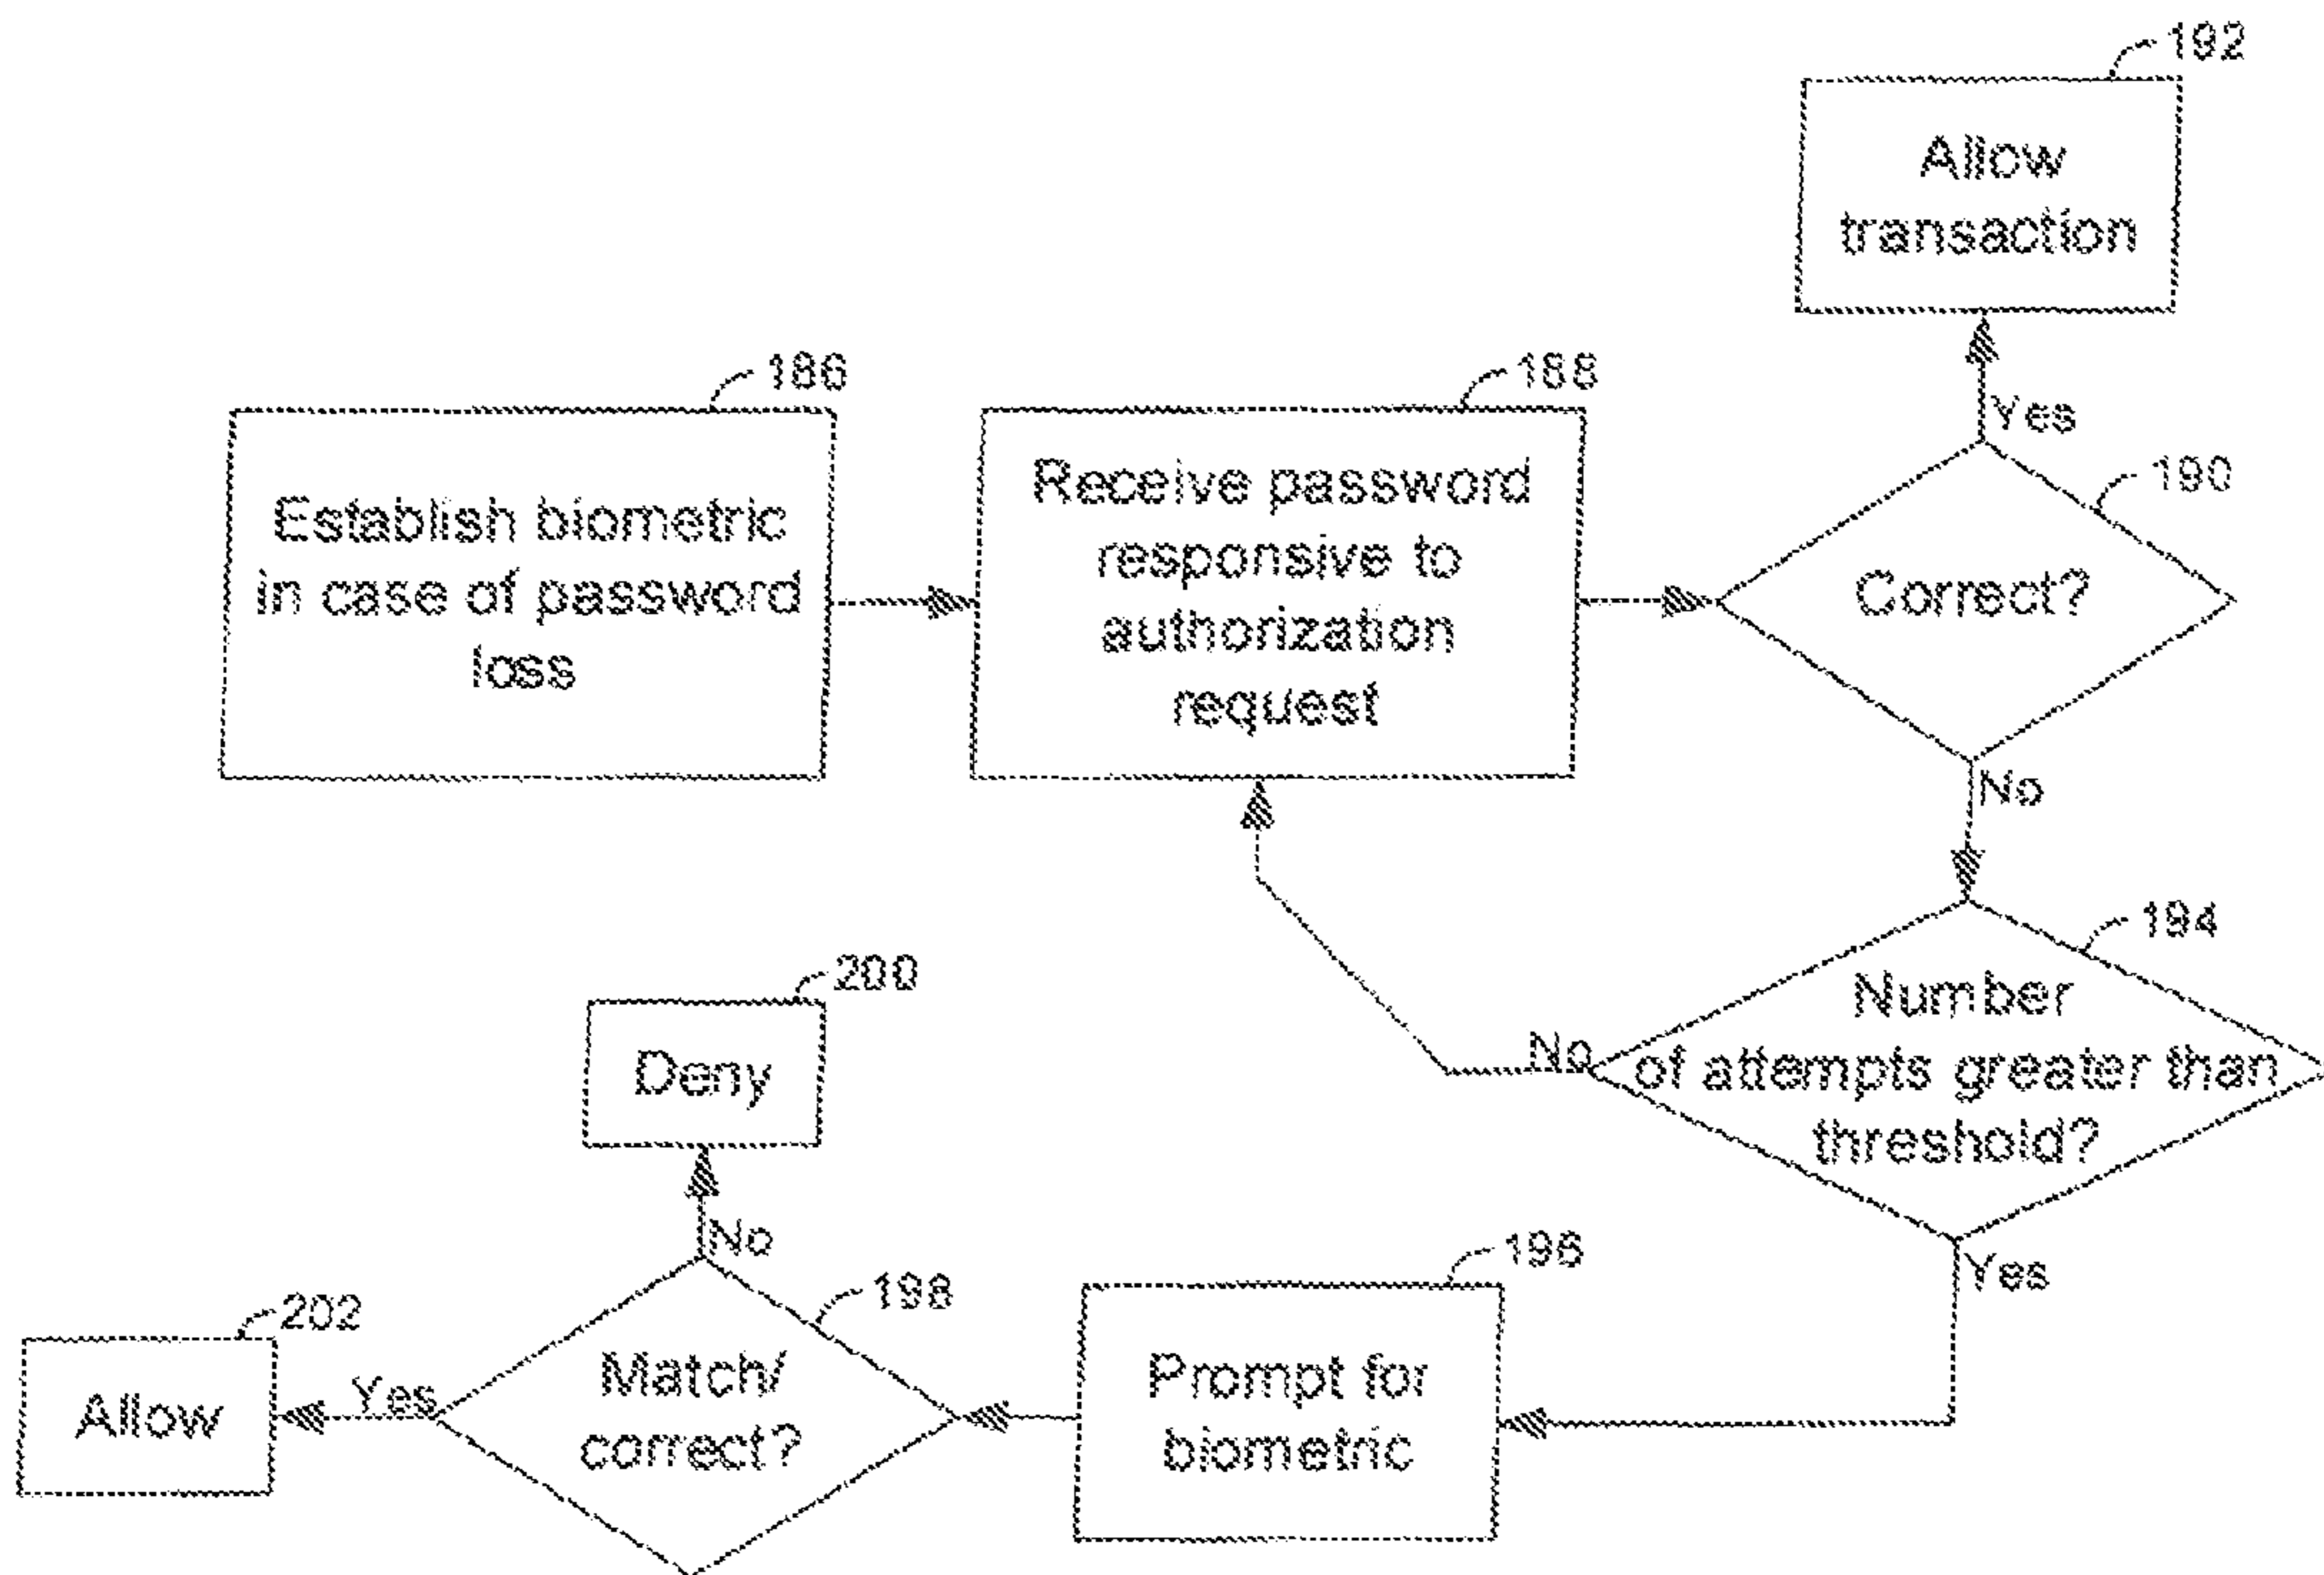 192
Allow
transaction
186
Establish biometric
in case of password
loss
188
Receive password
responsive to
authorization
request
Yes
190
Correct?
No
194
Number
of attempts greater than
threshold?
No
Yes
196
Prompt for
biometric
198
Match/
correct?
No
200
Deny
Yes
202
Allow